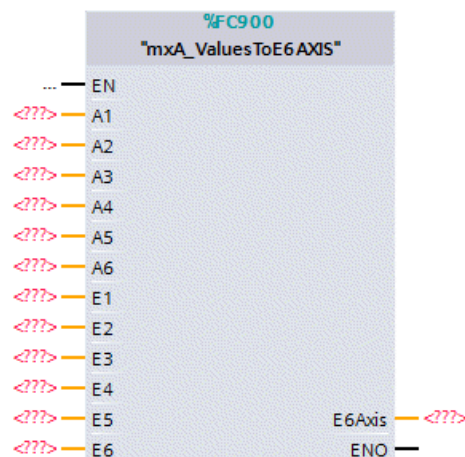 %FC900
"mxA_ValuesToE6AXIS"
... EN
<???> A1
<???> A2
<???> A3
<???> A4
<???> A5
<???> A6
<???> E1
<???> E2
<???> E3
<???> E4
<???> E5 E6Axis <???>
<???> E6 ENO